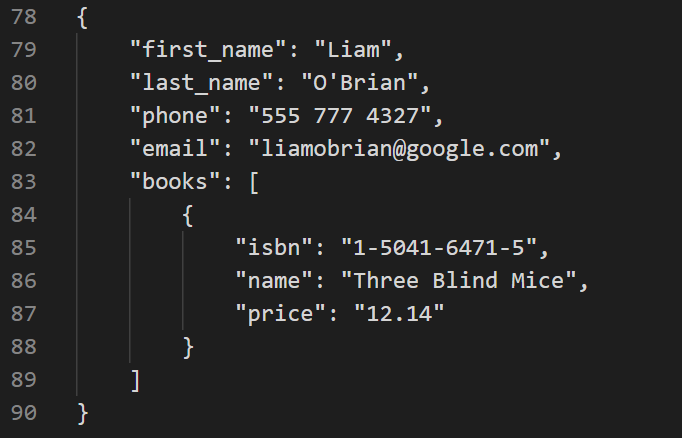 78 {
79     "first_name": "Liam",
80     "last_name": "O'Brian",
81     "phone": "555 777 4327",
82     "email": "liamobrian@google.com",
83     "books": [
84         {
85             "isbn": "1-5041-6471-5",
86             "name": "Three Blind Mice",
87             "price": "12.14"
88         }
89     ]
90 }